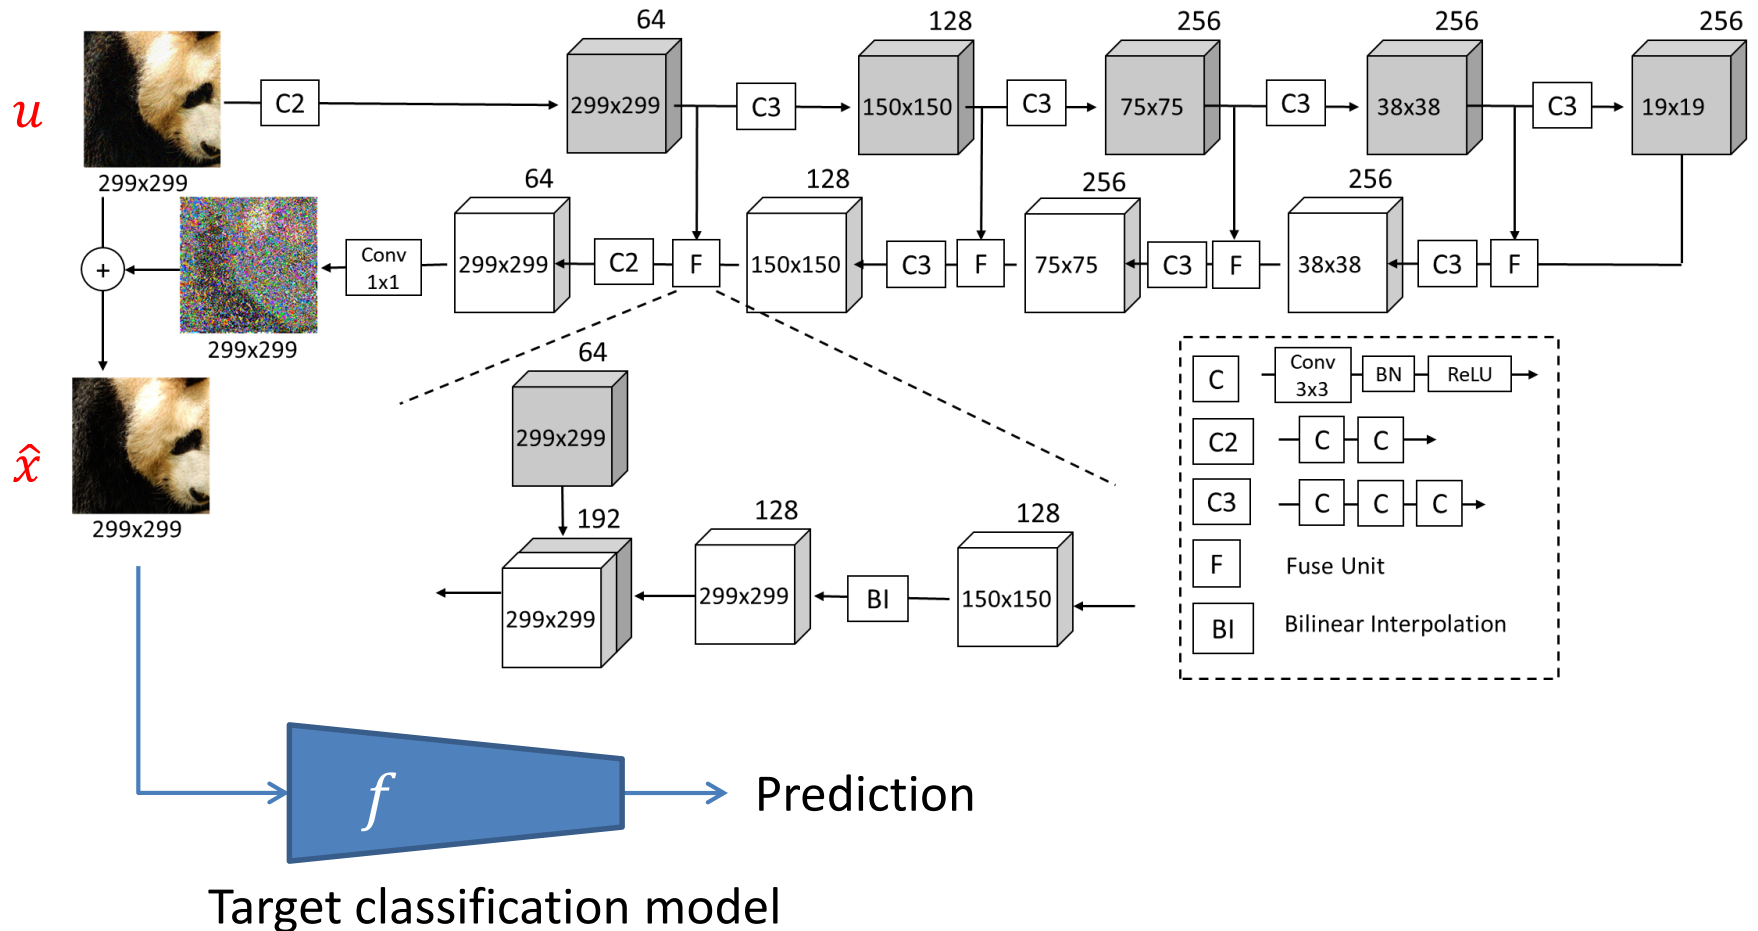 64
128
256
256
256
u
C2
299x299
C3
150x150
C3
75x75
C3
38x38
C3
19x19
299x299
64
128
256
256
+
Conv
1x1
299x299
C2
F
150x150
C3
F
75x75
C3
F
38x38
C3
F
299x299
x̂
299x299
64
299x299
192
299x299
128
299x299
BI
128
150x150
C
Conv
3x3
BN
ReLU
C2
C C
C3
C C C
F
Fuse Unit
BI
Bilinear Interpolation
f
Prediction
Target classification model